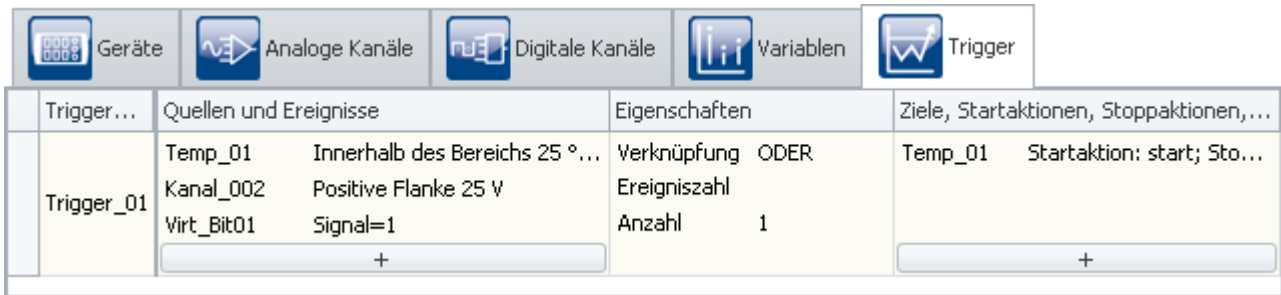 Geräte Analoge Kanäle Digitale Kanäle Variablen Trigger
Trigger... Quellen und Ereignisse Eigenschaften Ziele, Startaktionen, Stoppaktionen,...
Temp_01 Innerhalb des Bereichs 25 °... Verknüpfung ODER Temp_01 Startaktion: start; Sto...
Kanal_002 Positive Flanke 25 V Ereigniszahl
Trigger_01
Virt_Bit01 Signal=1 Anzahl 1
+ +